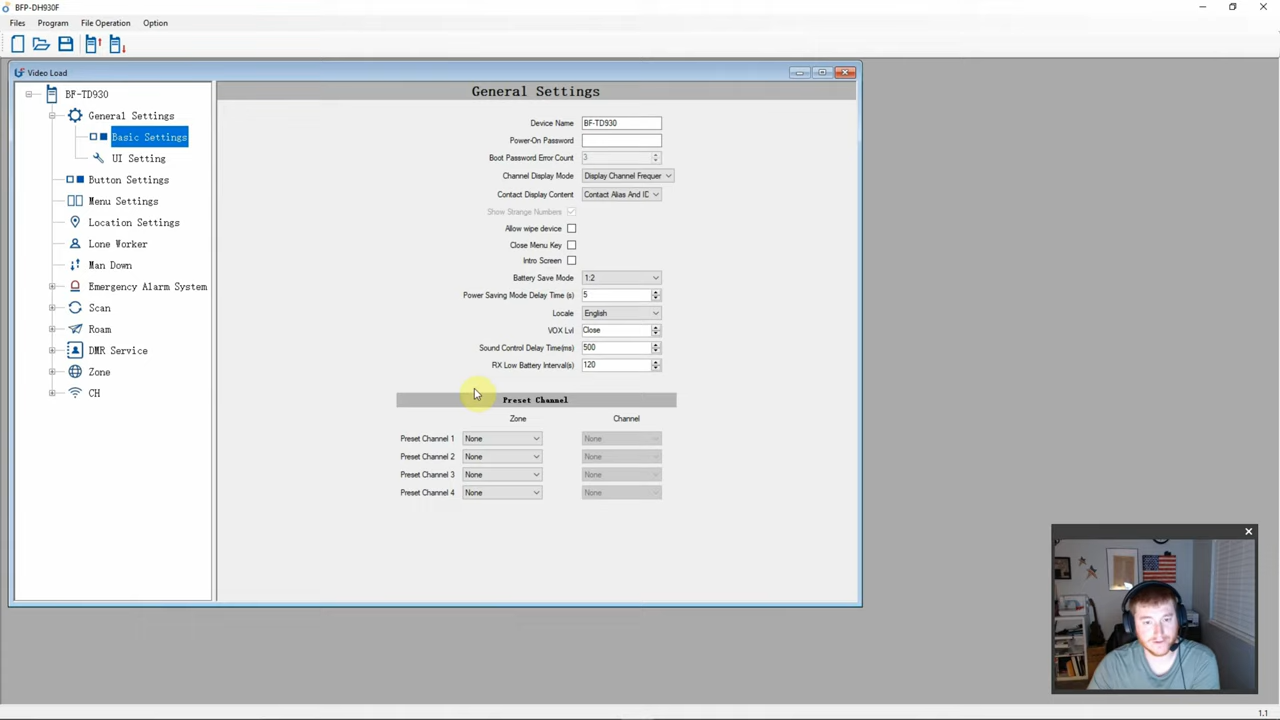 BFP-DH930F
Files Program File Operation Option
Video Load
BF-TD930
General Settings
Basic Settings
UI Setting
Button Settings
Menu Settings
Location Settings
Lone Worker
Man Down
Emergency Alarm System
Scan
Roam
DMR Service
Zone
CH
General Settings
Device Name BF-TD930
Power-On Password
Boot Password Error Count 3
Channel Display Mode Display Channel Frequer
Contact Display Content Contact Alias And ID
Show Strange Numbers
Allow wipe device
Close Menu Key
Intro Screen
Battery Save Mode 1:2
Power Saving Mode Delay Time (s) 5
Locale English
VOX Lvl Close
Sound Control Delay Time(ms) 500
RX Low Battery Interval(s) 120
Preset Channel
Zone Channel
Preset Channel 1 None None
Preset Channel 2 None None
Preset Channel 3 None None
Preset Channel 4 None None
1.1